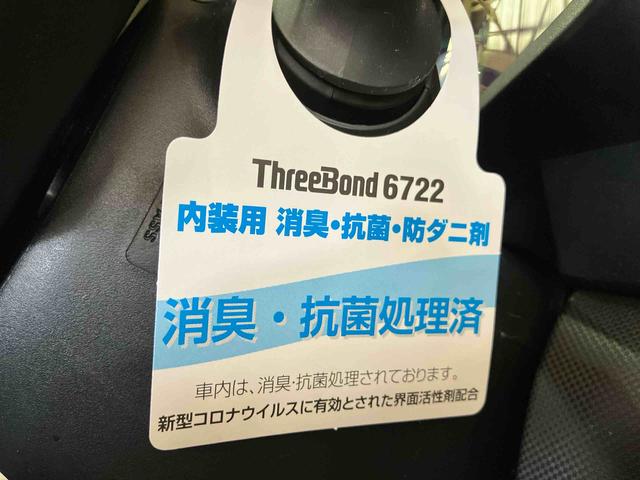 ThreeBond 6722
内装用 消臭・抗菌・防ダニ剤
消臭・抗菌処理済
車内は、消臭・抗菌処理されております。
新型コロナウイルスに有効とされた界面活性剤配合